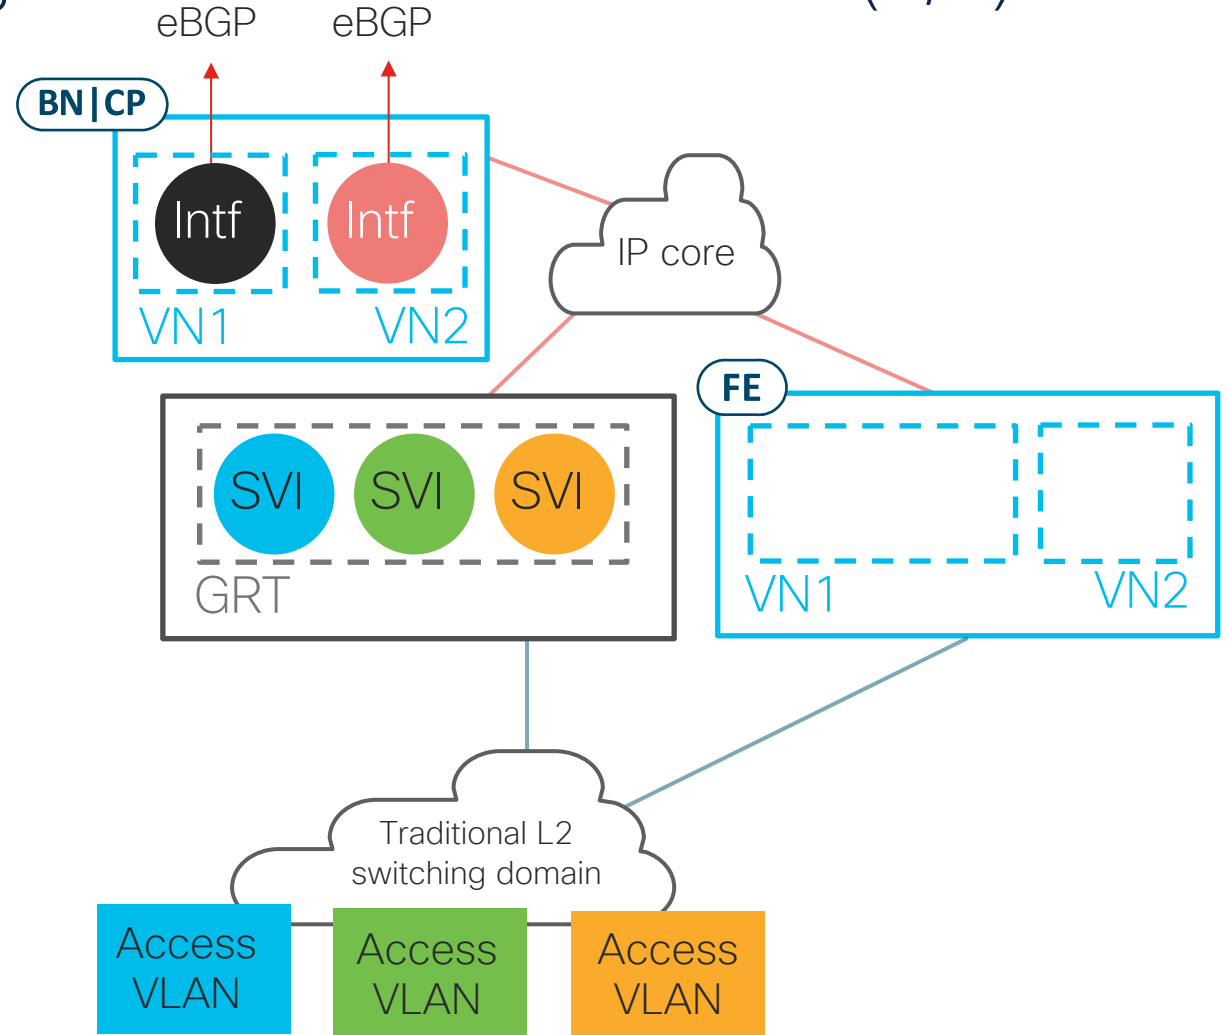 eBGP
eBGP
BN|CP
Intf
Intf
VN1
VN2
IP core
FE
SVI
SVI
SVI
GRT
VN1
VN2
Traditional L2
switching domain
Access
VLAN
Access
VLAN
Access
VLAN